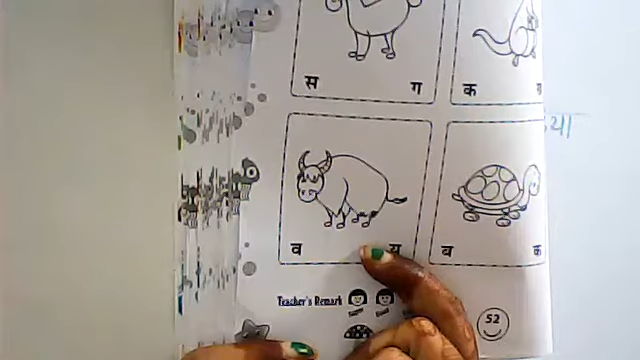 स ग क
व य ब क
Teacher's Remark
52